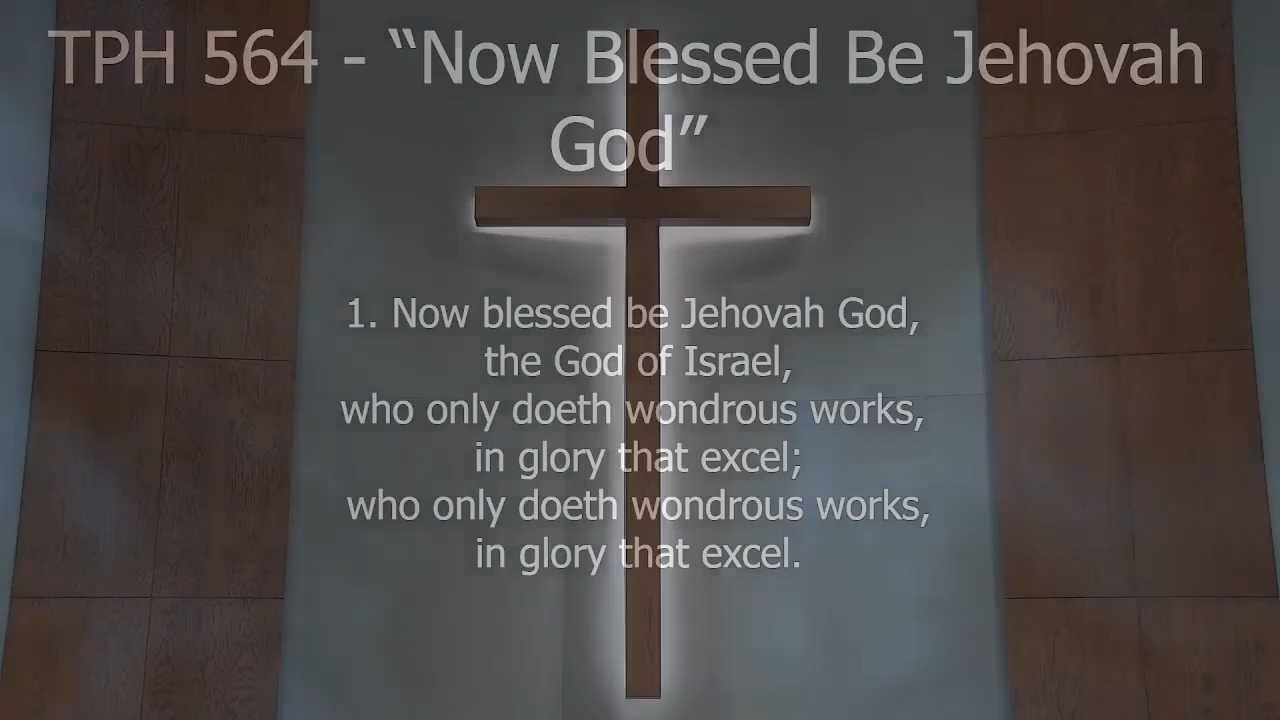 TPH 564 - “Now Blessed Be Jehovah
God”
1. Now blessed be Jehovah God,
the God of Israel,
who only doeth wondrous works,
in glory that excel;
who only doeth wondrous works,
in glory that excel.